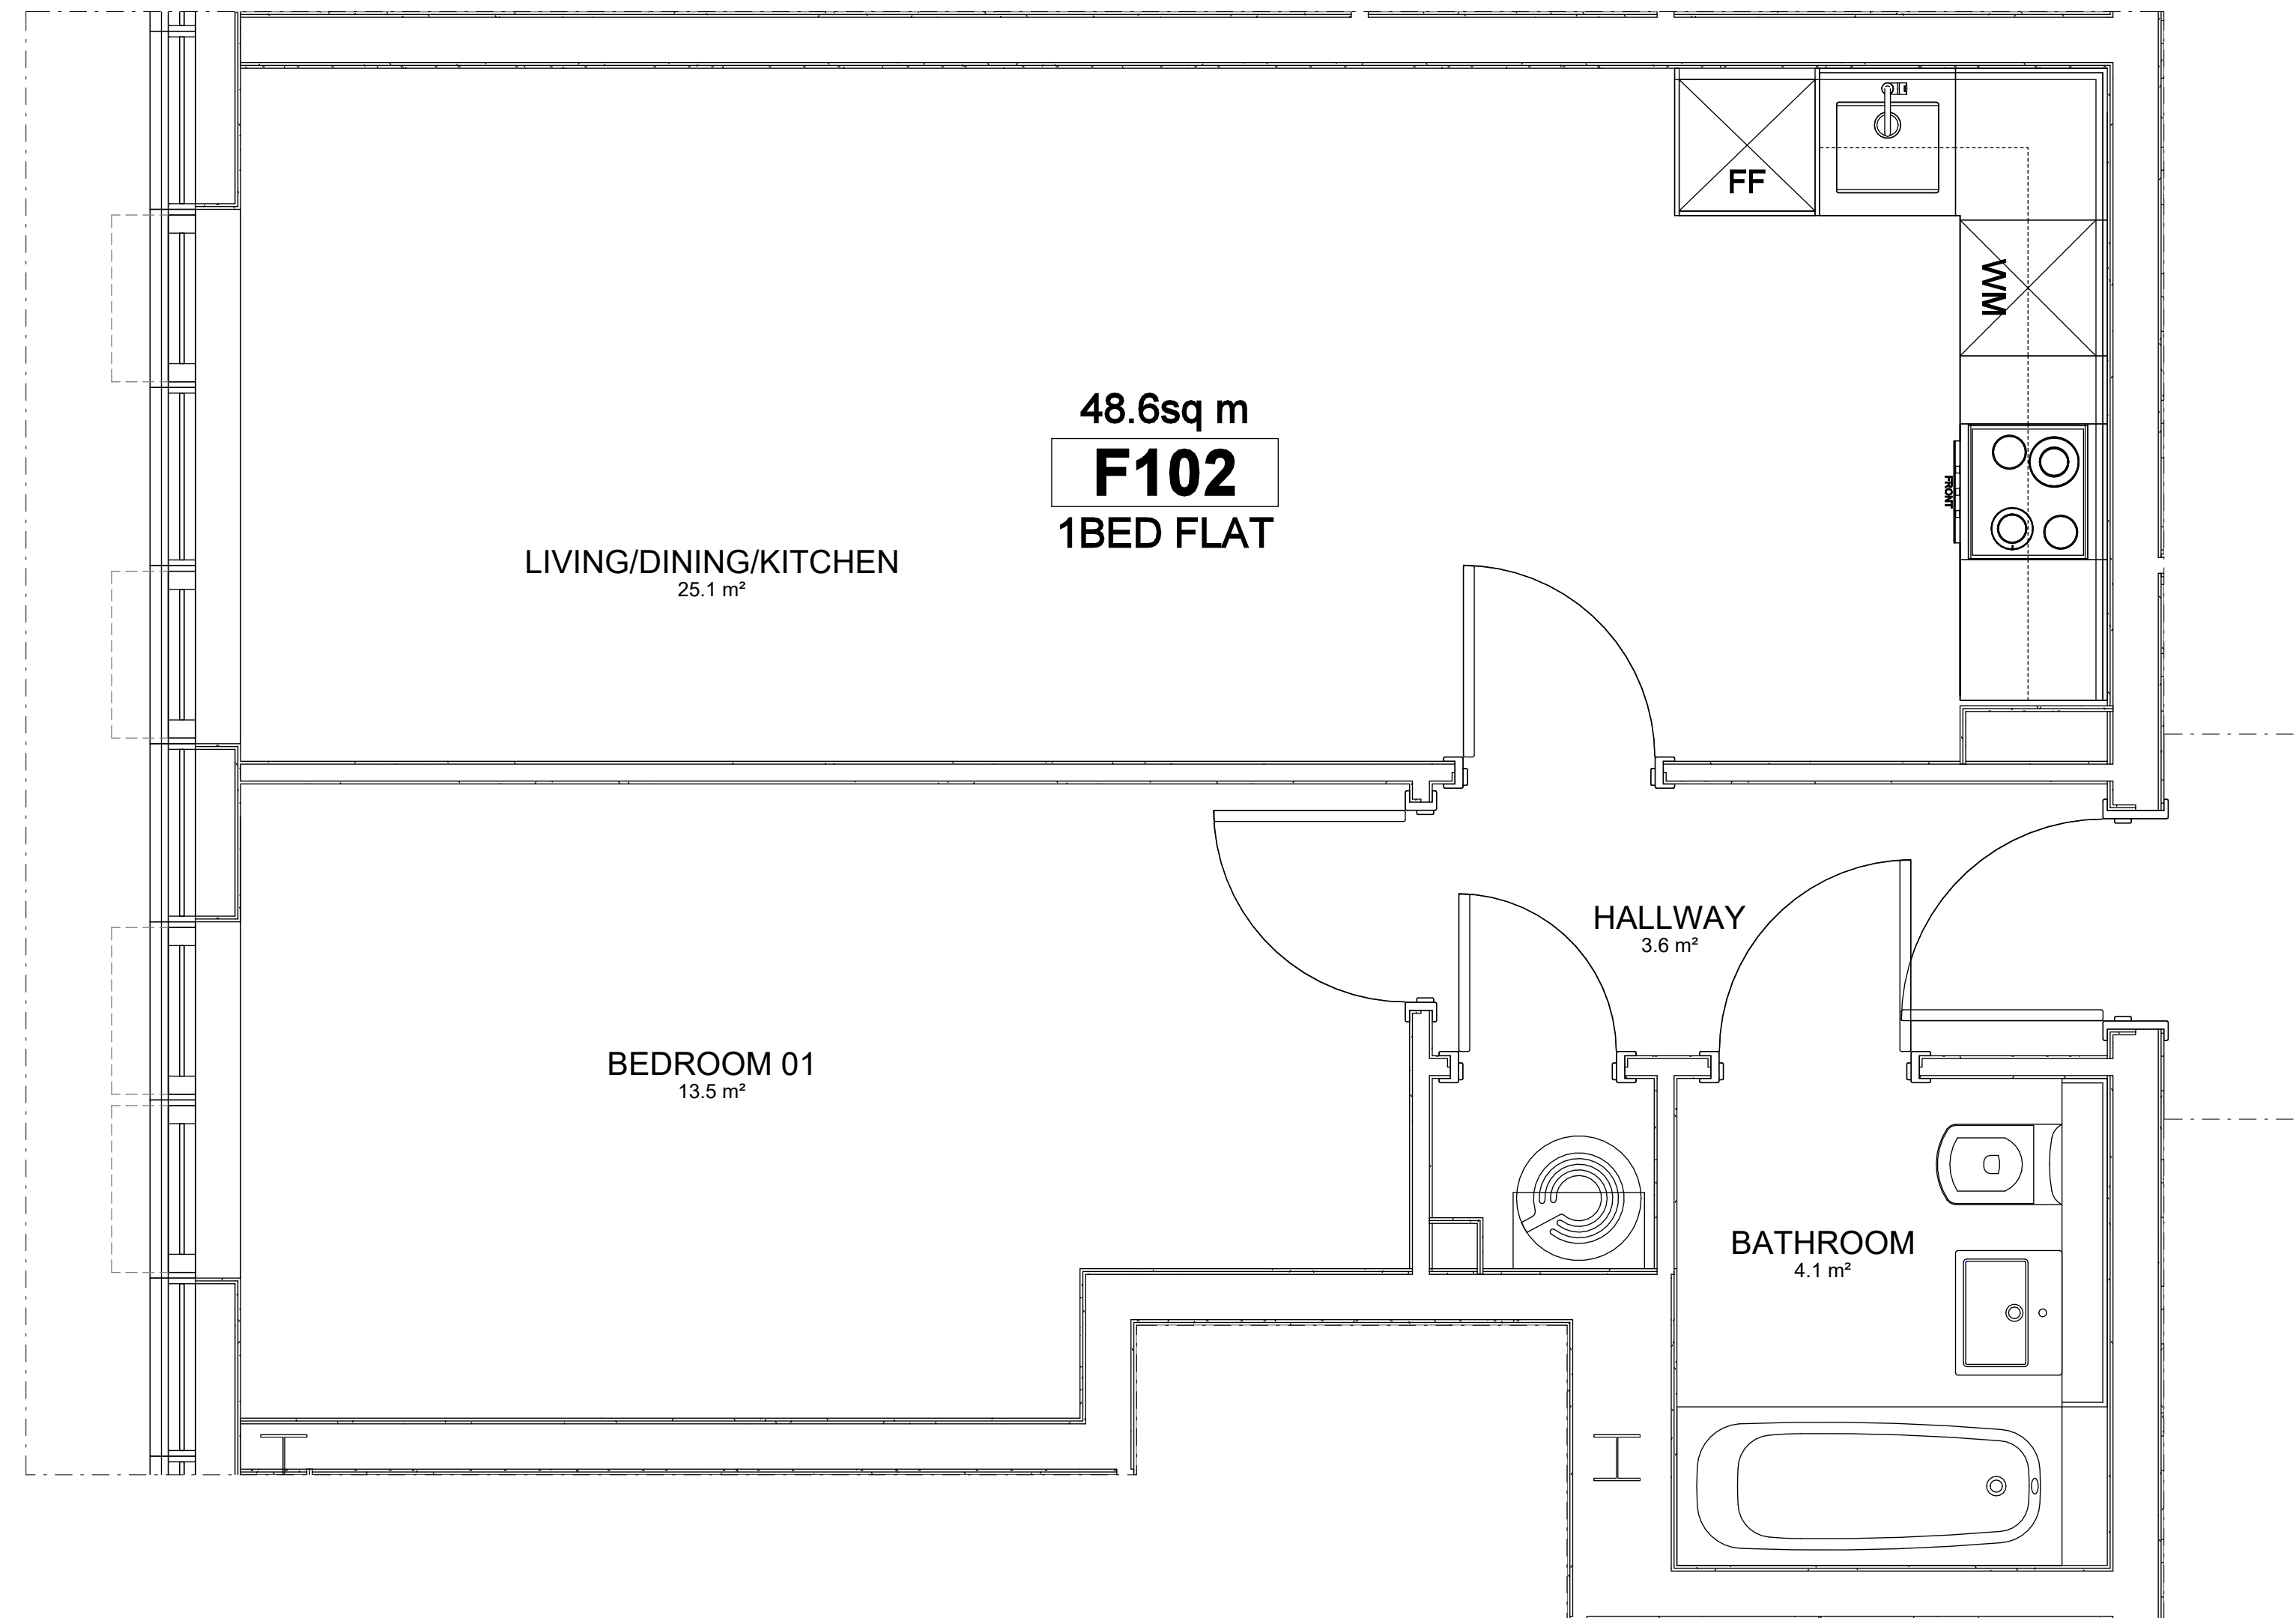 FF
WM
48.6sq m
F102
1BED FLAT
FRONT
LIVING/DINING/KITCHEN
25.1 m²
HALLWAY
3.6 m²
BEDROOM 01
13.5 m²
BATHROOM
4.1 m²